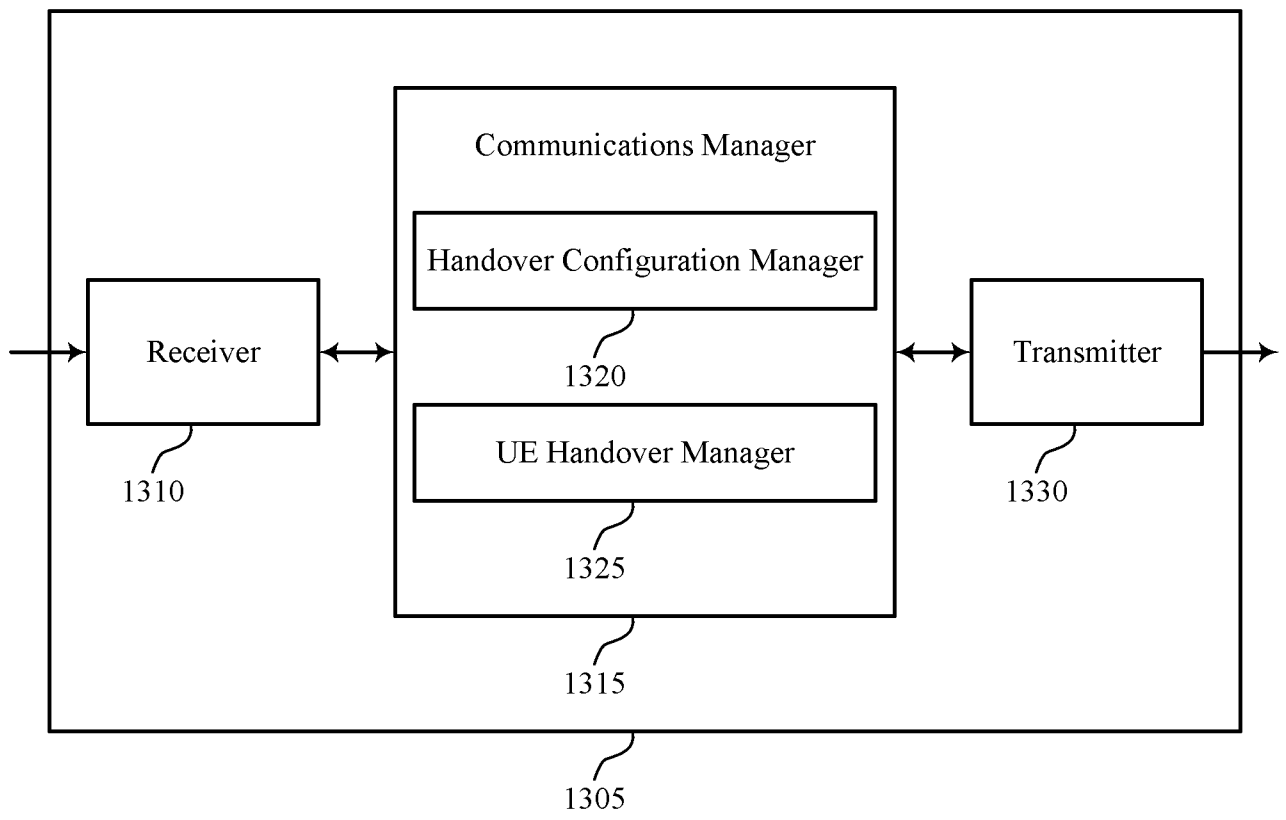 Communications Manager
Handover Configuration Manager
1320
Receiver
1310
Transmitter
1330
UE Handover Manager
1325
1315
1305